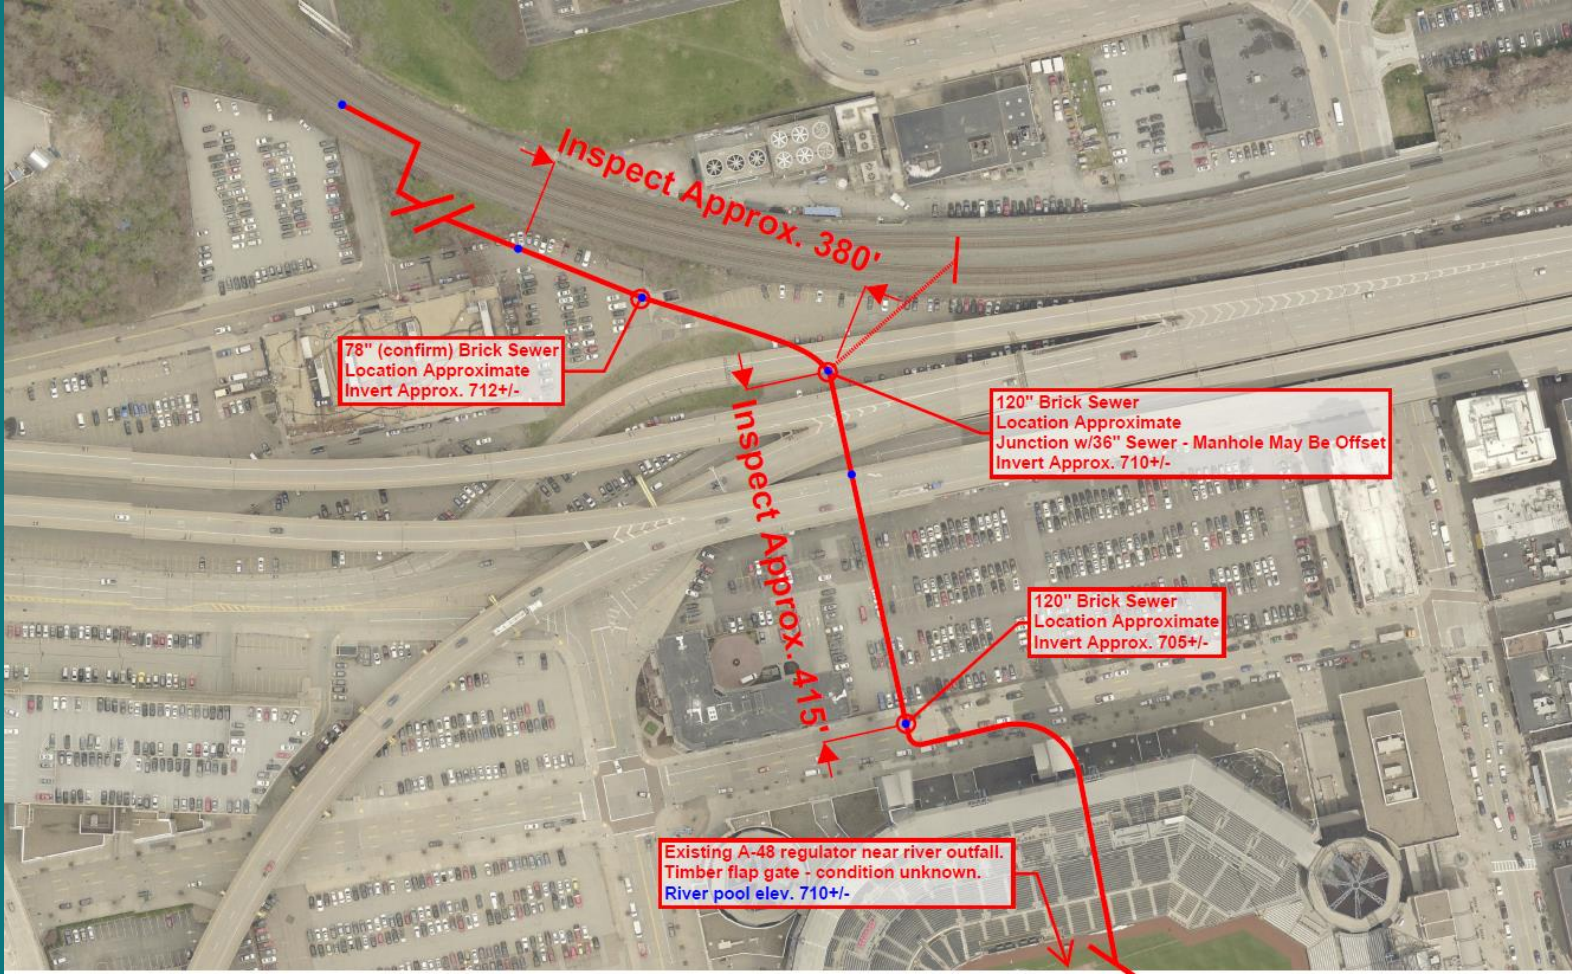 Inspect Approx. 380'
78" (confirm) Brick Sewer
Location Approximate
Invert Approx. 712+/-
120" Brick Sewer
Location Approximate
Junction w/36" Sewer - Manhole May Be Offset
Invert Approx. 710+/-
Inspect Approx. 415'
120" Brick Sewer
Location Approximate
Invert Approx. 705+/-
Existing A-48 regulator near river outfall.
Timber flap gate - condition unknown.
River pool elev. 710+/-